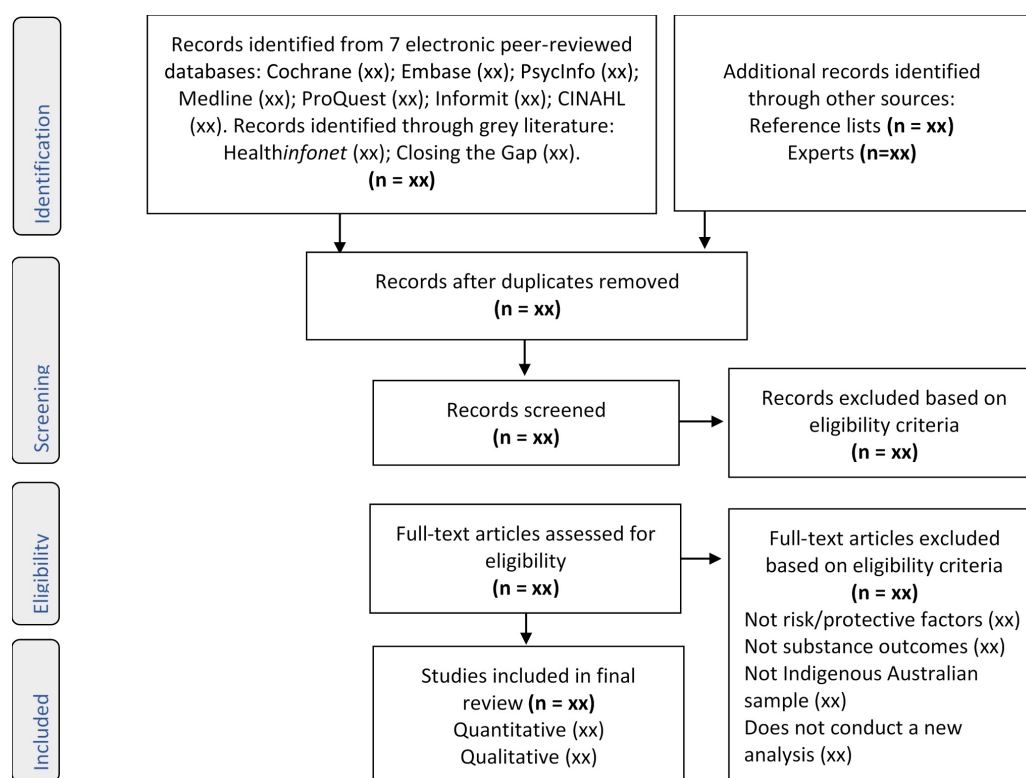 Identification
Records identified from 7 electronic peer-reviewed
databases: Cochrane (xx); Embase (xx); PsycInfo (xx);
Medline (xx); ProQuest (xx); Informit (xx); CINAHL
(xx). Records identified through grey literature:
Healthinfonet (xx); Closing the Gap (xx).
(n = xx)
Additional records identified
through other sources:
Reference lists (n = xx)
Experts (n=xx)
Screening
Records after duplicates removed
(n = xx)
Records screened
(n = xx)
Records excluded based on
eligibility criteria
(n = xx)
Eligibility
Full-text articles assessed for
eligibility
(n = xx)
Full-text articles excluded
based on eligibility criteria
(n = xx)
Not risk/protective factors (xx)
Not substance outcomes (xx)
Not Indigenous Australian
sample (xx)
Does not conduct a new
analysis (xx)
Included
Studies included in final
review (n = xx)
Quantitative (xx)
Qualitative (xx)